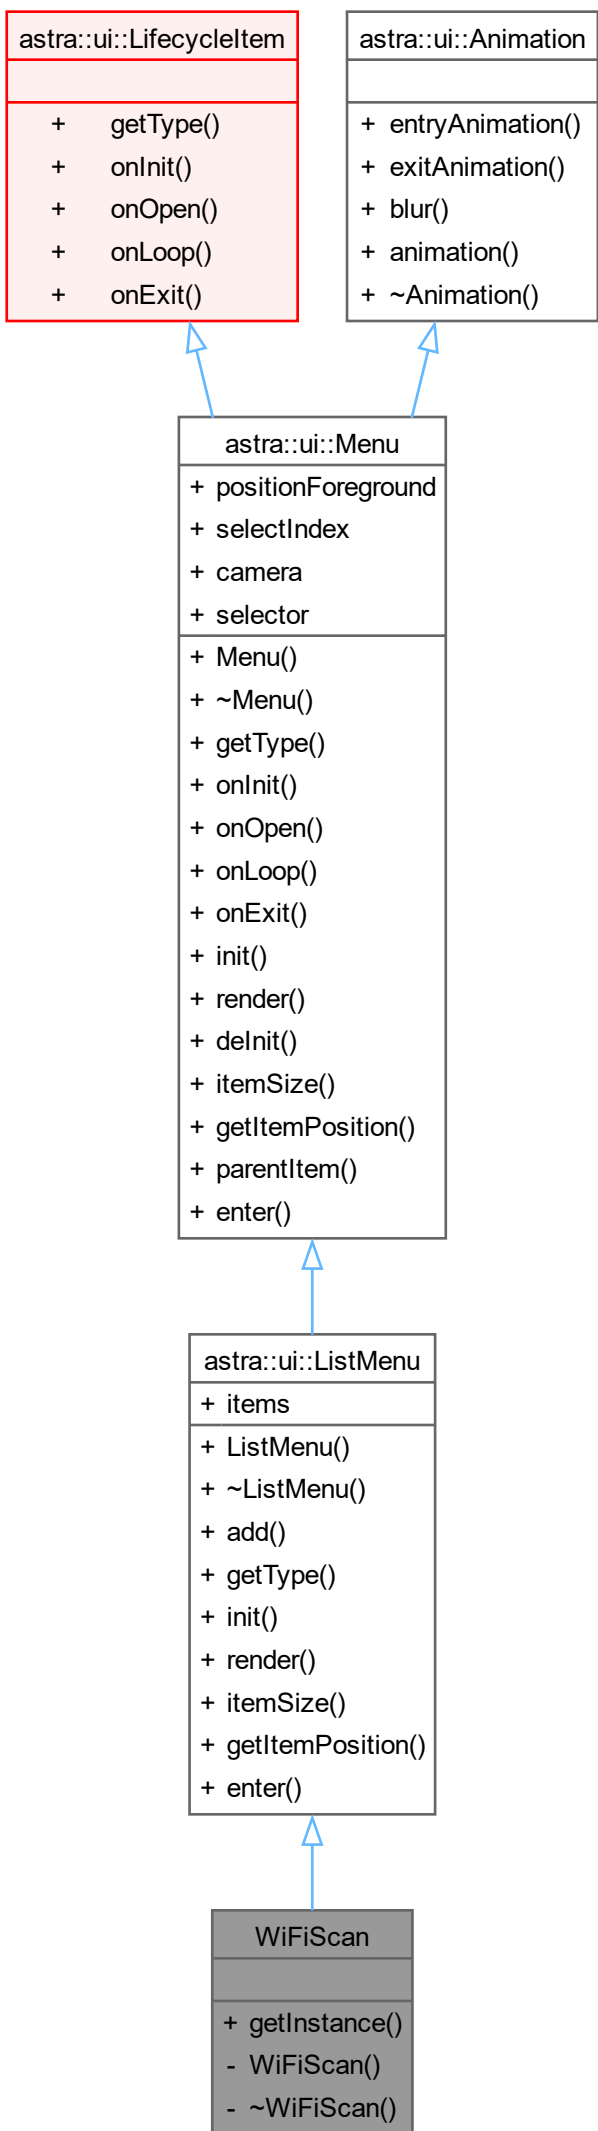 astra::ui::LifecycleItem
+ getType()
+ onInit()
+ onOpen()
+ onLoop()
+ onExit()
astra::ui::Animation
+ entryAnimation()
+ exitAnimation()
+ blur()
+ animation()
+ ~Animation()
astra::ui::Menu
+ positionForeground
+ selectIndex
+ camera
+ selector
+ Menu()
+ ~Menu()
+ getType()
+ onInit()
+ onOpen()
+ onLoop()
+ onExit()
+ init()
+ render()
+ deInit()
+ itemSize()
+ getItemPosition()
+ parentItem()
+ enter()
astra::ui::ListMenu
+ items
+ ListMenu()
+ ~ListMenu()
+ add()
+ getType()
+ init()
+ render()
+ itemSize()
+ getItemPosition()
+ enter()
WiFiScan
+ getInstance()
- WiFiScan()
- ~WiFiScan()